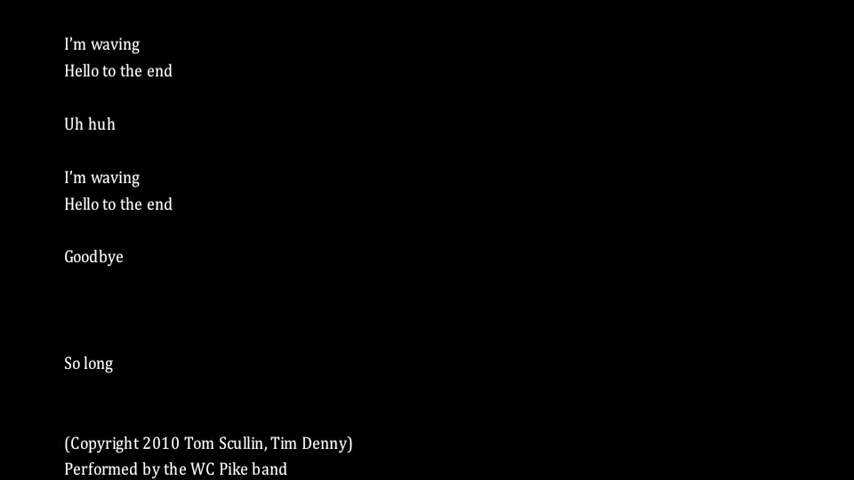 I’m waving
Hello to the end
Uh huh
I’m waving
Hello to the end
Goodbye
So long
(Copyright 2010 Tom Scullin, Tim Denny)
Performed by the WC Pike band